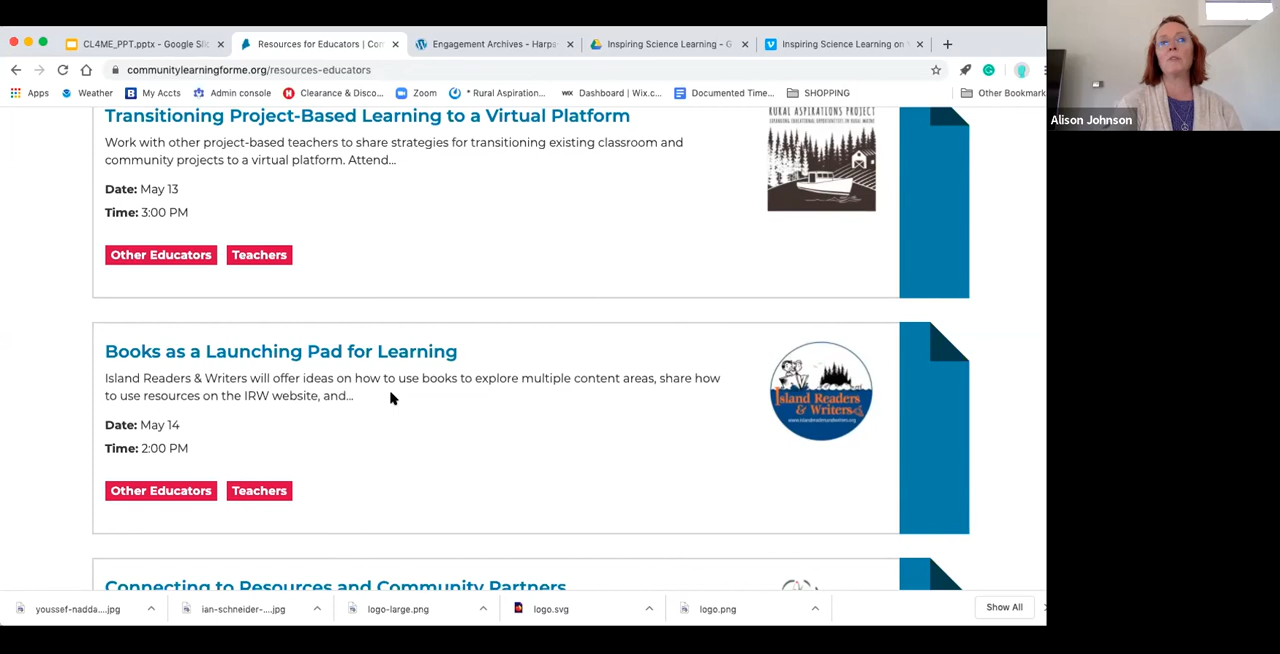 CL4ME_PPT.pptx - Google Slic
Resources for Educators | Com
Engagement Archives - Harps
Inspiring Science Learning - G
Inspiring Science Learning on
communitylearningforme.org/resources-educators
Apps
Weather
My Accts
Admin console
Clearance & Disco...
Zoom
* Rural Aspiration...
Dashboard | Wix.c...
Documented Time...
SHOPPING
Other Bookmark
Alison Johnson
Transitioning Project-Based Learning to a Virtual Platform
Work with other project-based teachers to share strategies for transitioning existing classroom and
community projects to a virtual platform. Attend...
Date: May 13
Time: 3:00 PM
Other Educators
Teachers
RURAL ASPIRATIONS PROJECT
Books as a Launching Pad for Learning
Island Readers & Writers will offer ideas on how to use books to explore multiple content areas, share how
to use resources on the IRW website, and...
Date: May 14
Time: 2:00 PM
Other Educators
Teachers
Island Readers
& Writers
Connecting to Resources and Community Partners
youssef-nadda....jpg
ian-schneider-....jpg
logo-large.png
logo.svg
logo.png
Show All